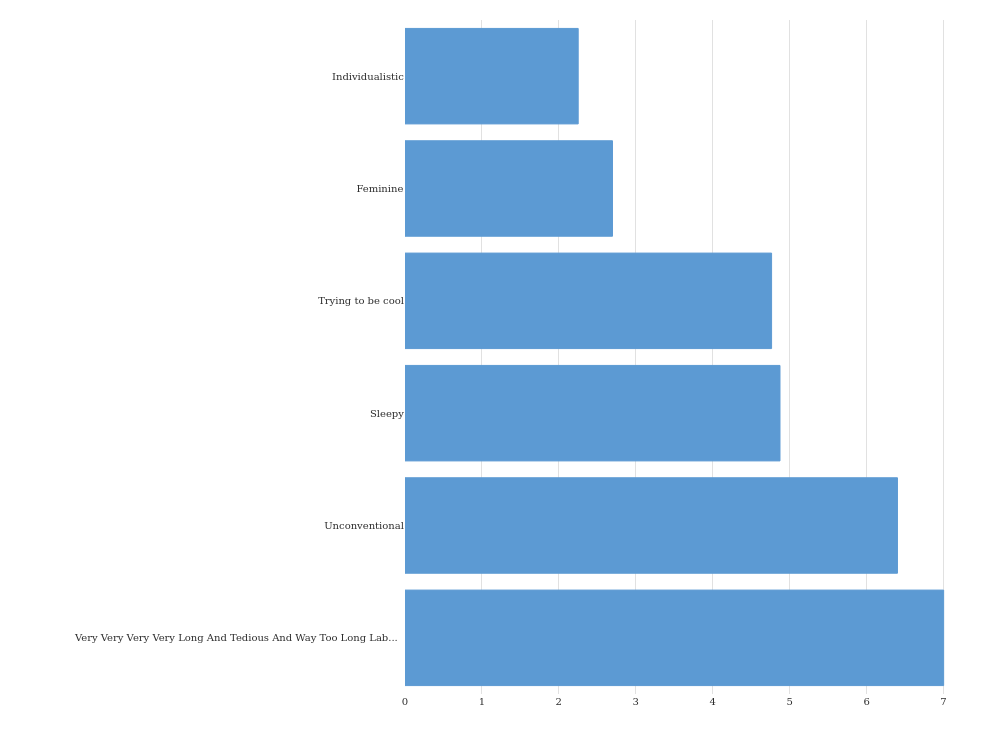 Individualistic
Feminine
Trying to be cool
Sleepy
Unconventional
Very Very Very Very Long And Tedious And Way Too Long Lab...
0 1 2 3 4 5 6 7